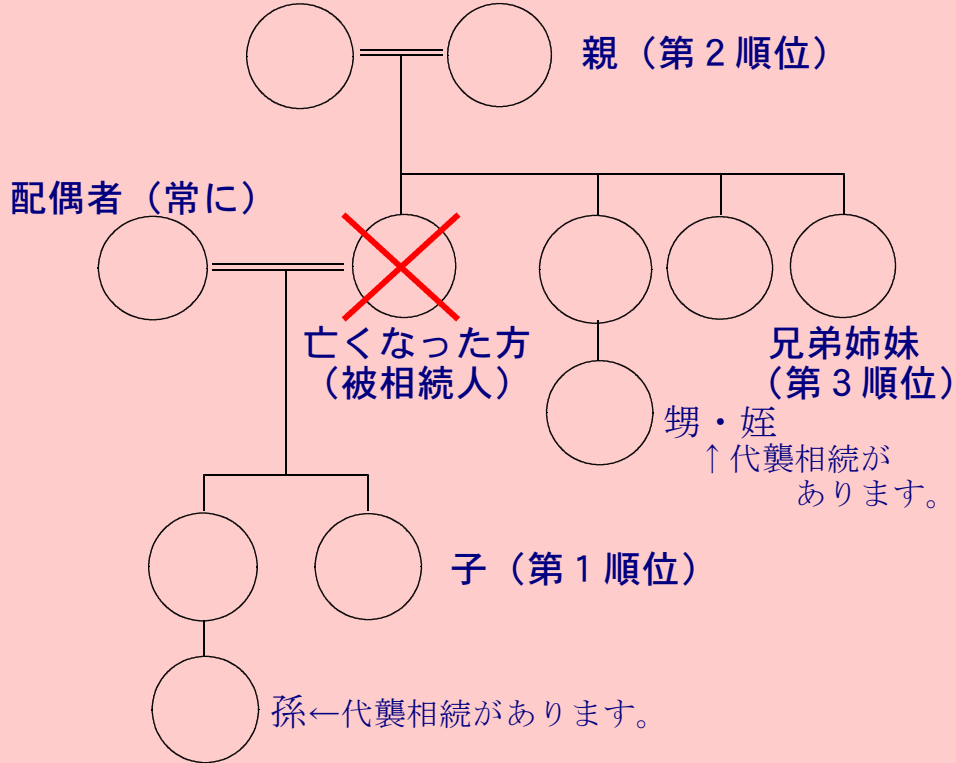 親（第２順位）
配偶者（常に）
亡くなった方
（被相続人）
兄弟姉妹
（第３順位）
甥・姪
↑代襲相続が
あります。
子（第１順位）
孫←代襲相続があります。